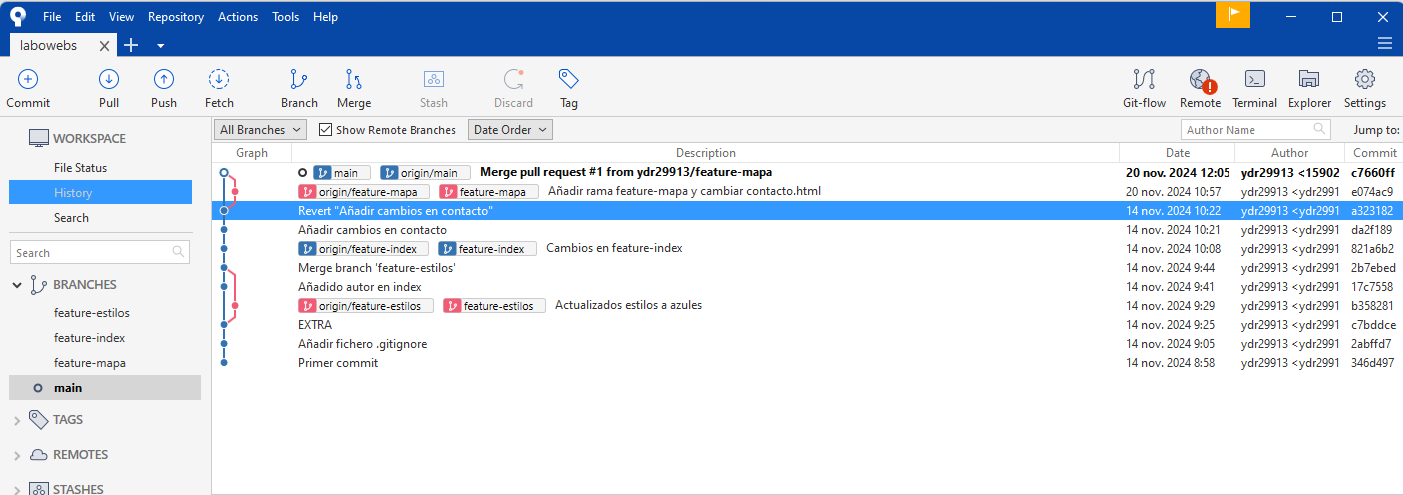 File Edit View Repository Actions Tools Help
labowebs
Commit Pull Push Fetch Branch Merge Stash Discard Tag Git-flow Remote Terminal Explorer Settings
WORKSPACE
File Status
History
Search
Search
BRANCHES
feature-estilos
feature-index
feature-mapa
main
TAGS
REMOTES
STASHES
All Branches Show Remote Branches Date Order Author Name Jump to:
Graph Description Date Author Commit
main origin/main Merge pull request #1 from ydr29913/feature-mapa 20 nov. 2024 12:05 ydr29913 <15902 c7660ff
origin/feature-mapa feature-mapa Añadir rama feature-mapa y cambiar contacto.html 20 nov. 2024 10:57 ydr29913 <ydr2991 e074ac9
Revert "Añadir cambios en contacto" 14 nov. 2024 10:22 ydr29913 <ydr2991 a323182
Añadir cambios en contacto 14 nov. 2024 10:21 ydr29913 <ydr2991 da2f189
origin/feature-index feature-index Cambios en feature-index 14 nov. 2024 10:08 ydr29913 <ydr2991 821a6b2
Merge branch 'feature-estilos' 14 nov. 2024 9:44 ydr29913 <ydr2991 2b7ebed
Añadido autor en index 14 nov. 2024 9:41 ydr29913 <ydr2991 17c7558
origin/feature-estilos feature-estilos Actualizados estilos a azules 14 nov. 2024 9:29 ydr29913 <ydr2991 b358281
EXTRA 14 nov. 2024 9:25 ydr29913 <ydr2991 c7bddce
Añadir fichero .gitignore 14 nov. 2024 9:05 ydr29913 <ydr2991 2abffd7
Primer commit 14 nov. 2024 8:58 ydr29913 <ydr2991 346d497